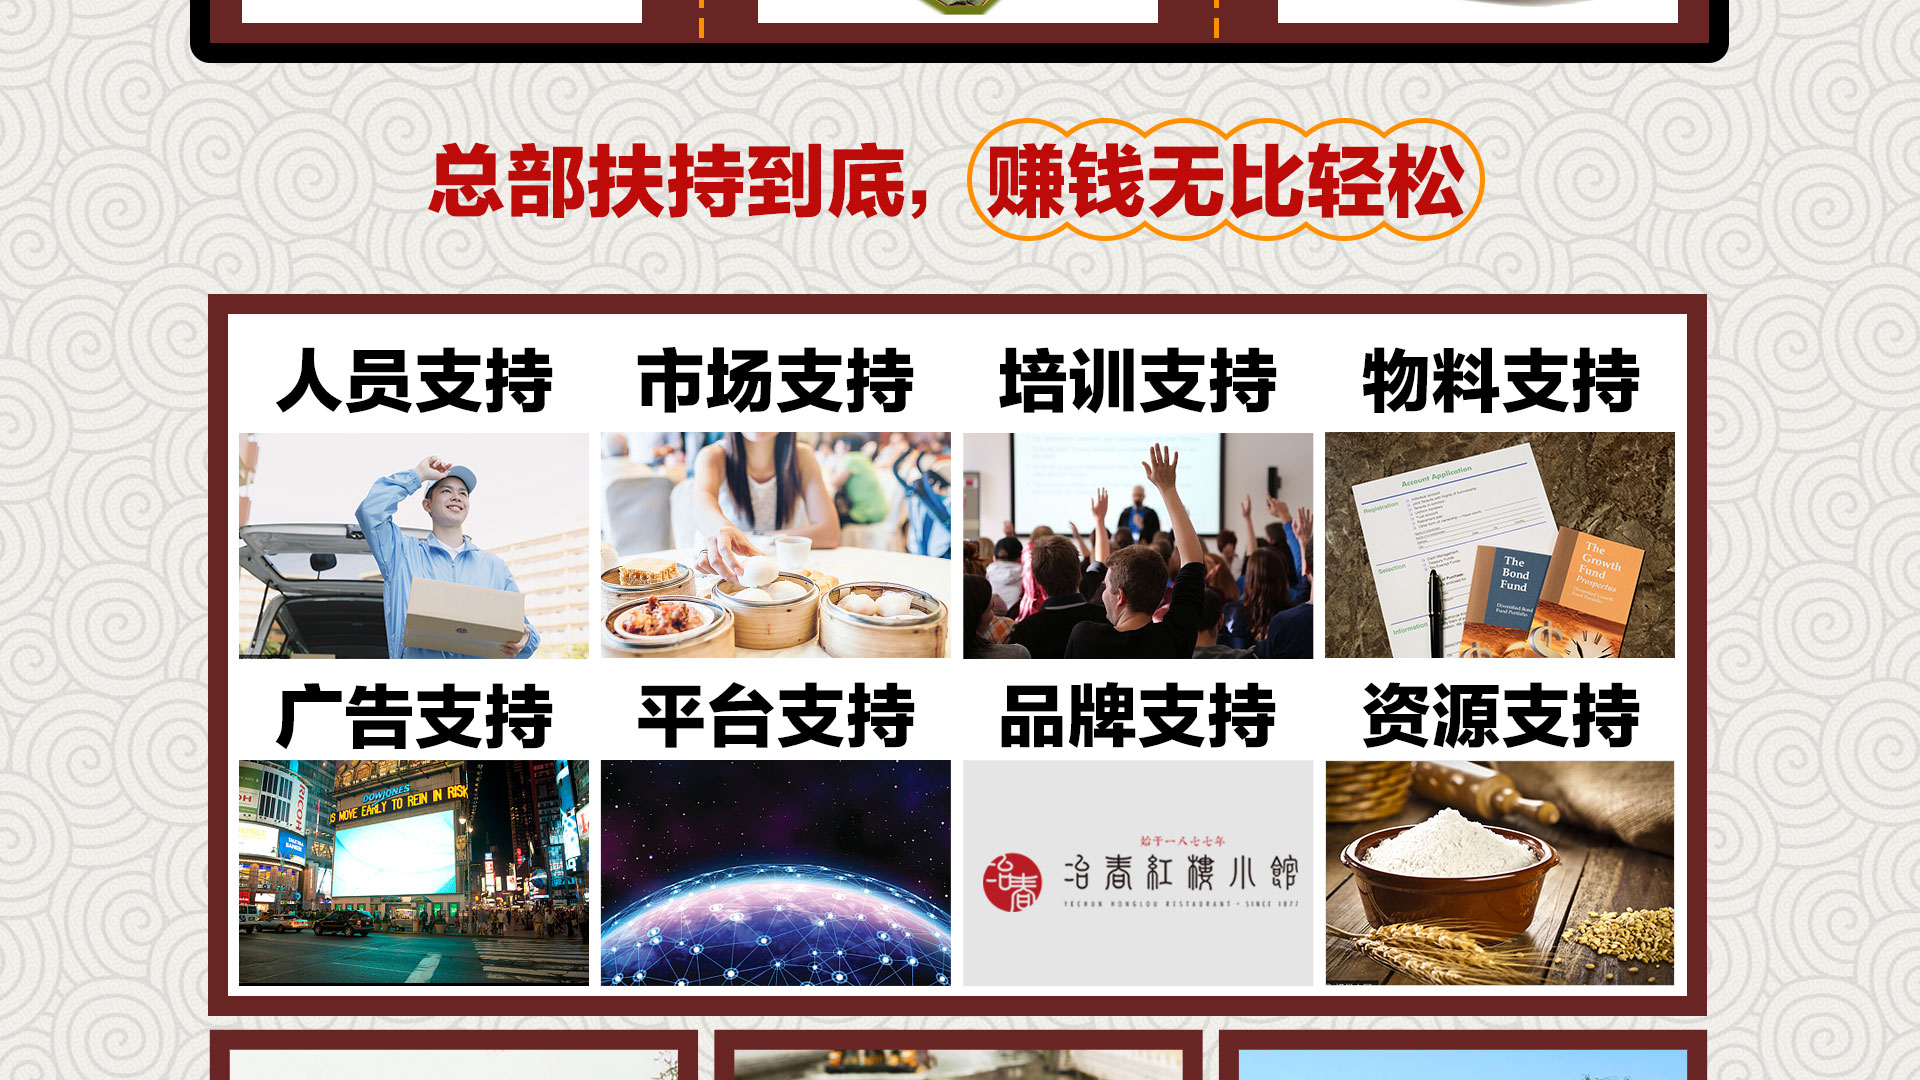 总部扶持到底，赚钱无比轻松
人员支持
市场支持
培训支持
物料支持
Account Application
Registration
Selection
Information
The Bond Fund
The Growth Fund
Prospectus
广告支持
平台支持
品牌支持
资源支持
DOWJONES
S MOVE EARLY TO REIN IN RISK
RICOH
始于一八七七年
冶春
冶春紅樓小館
YECHUN HONGLOU RESTAURANT · SINCE 1877